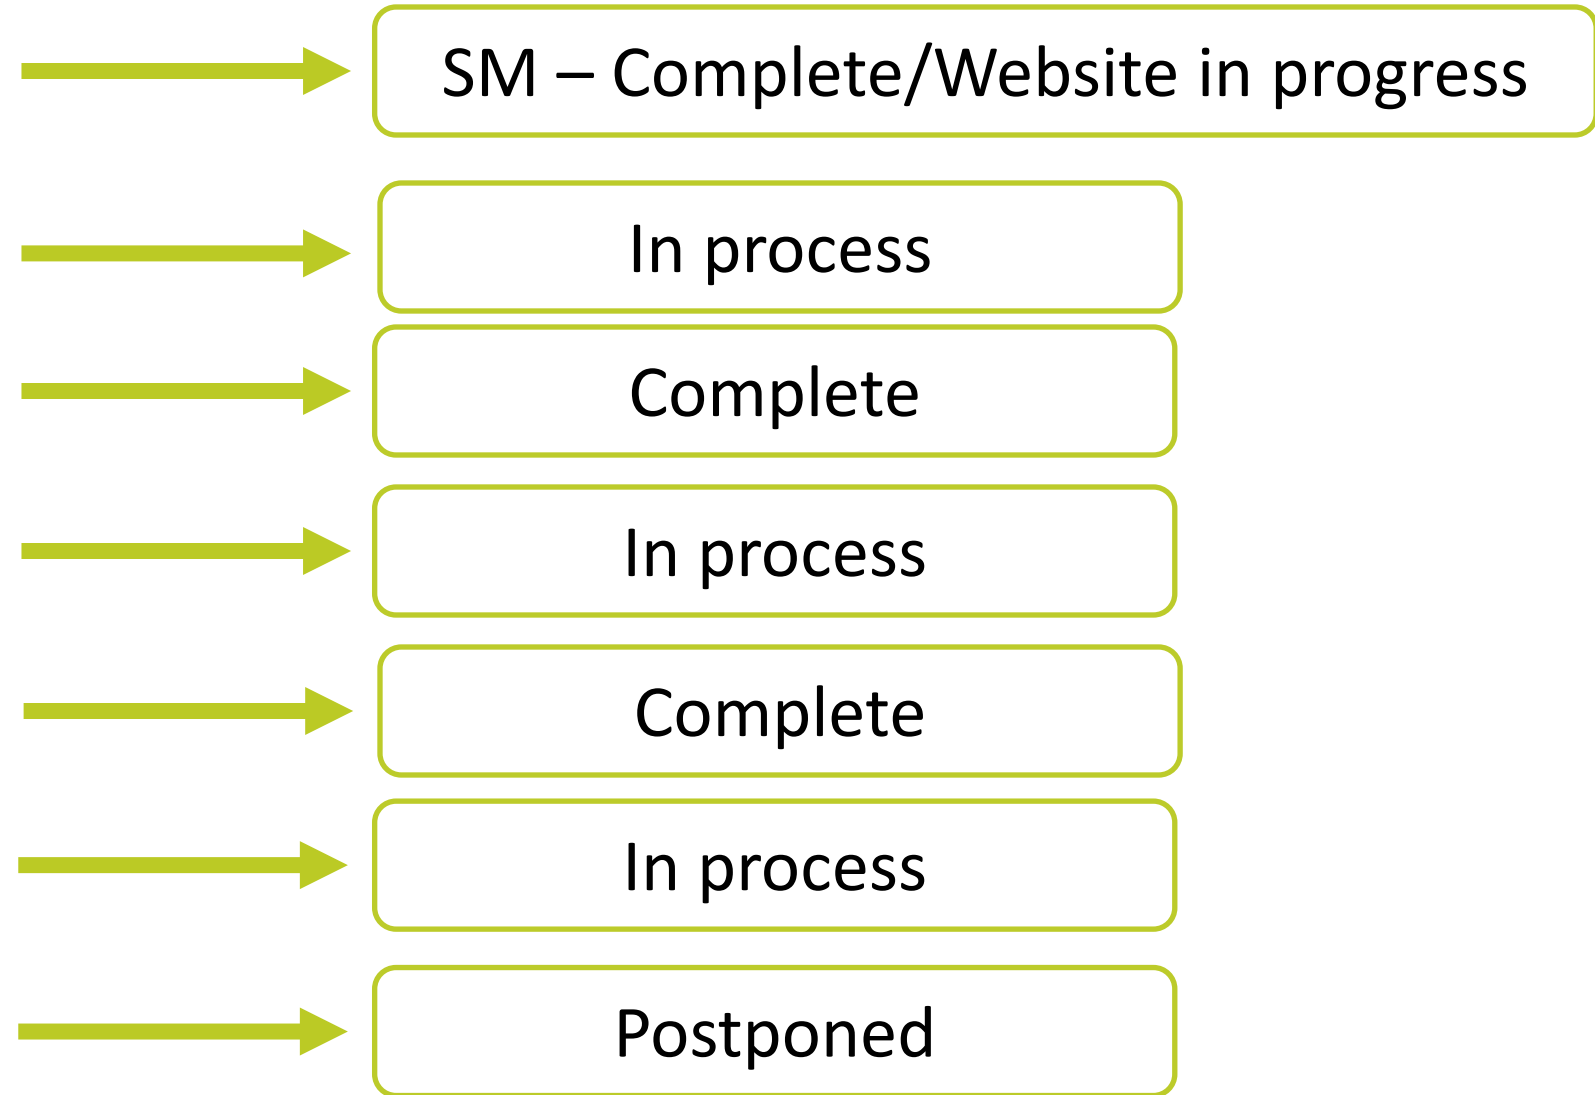 SM – Complete/Website in progress
In process
Complete
In process
Complete
In process
Postponed